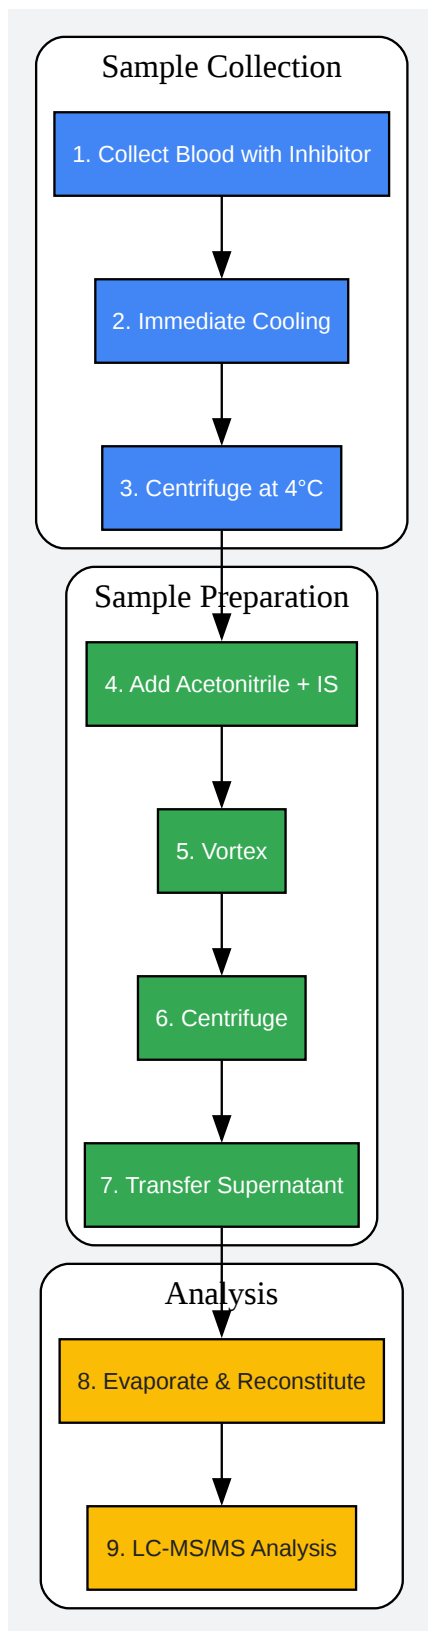 Sample Collection
1. Collect Blood with Inhibitor
2. Immediate Cooling
3. Centrifuge at 4°C
Sample Preparation
4. Add Acetonitrile + IS
5. Vortex
6. Centrifuge
7. Transfer Supernatant
Analysis
8. Evaporate & Reconstitute
9. LC-MS/MS Analysis